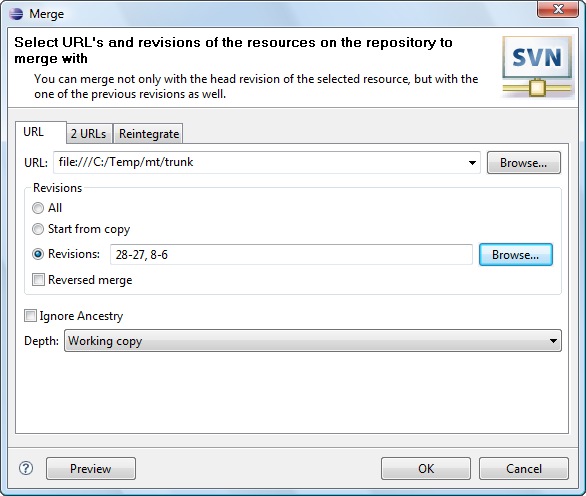 Merge
Select URL's and revisions of the resources on the repository to
merge with
You can merge not only with the head revision of the selected resource, but with the
one of the previous revisions as well.
SVN
URL 2 URLs Reintegrate
URL: file:///C:/Temp/mt/trunk Browse...
Revisions
All
Start from copy
Revisions: 28-27, 8-6 Browse...
Reversed merge
Ignore Ancestry
Depth: Working copy
? Preview OK Cancel